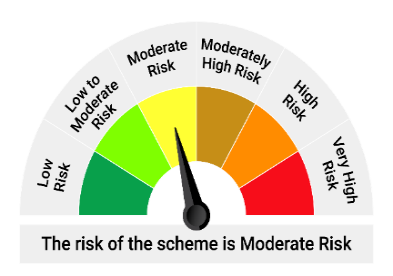 Low
Risk
Low to
Moderate
Risk
Moderate
Risk
Moderately
High Risk
High
Risk
Very High
Risk
The risk of the scheme is Moderate Risk